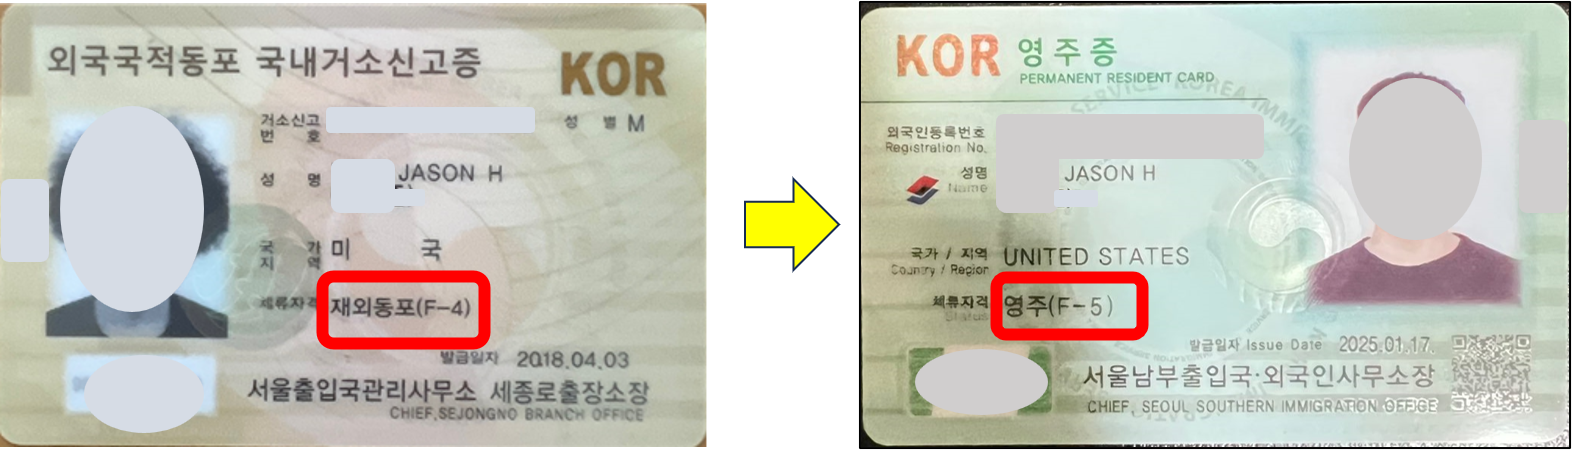 외국국적동포 국내거소신고증
KOR
거소신고
번 호
성 별 M
성 명 JASON H
국 가
지 역
미 국
체류자격 재외동포(F-4)
발급일자 2018.04.03
서울출입국관리사무소 세종로출장소장
CHIEF,SEJONGNO BRANCH OFFICE
KOR 영주증
PERMANENT RESIDENT CARD
외국인등록번호
Registration No.
성명 JASON H
Name
국가 / 지역 UNITED STATES
Country / Region
체류자격 영주(F-5)
Status
발급일자 Issue Date 2025.01.17.
서울남부출입국·외국인사무소장
CHIEF, SEOUL SOUTHERN IMMIGRATION OFFICE